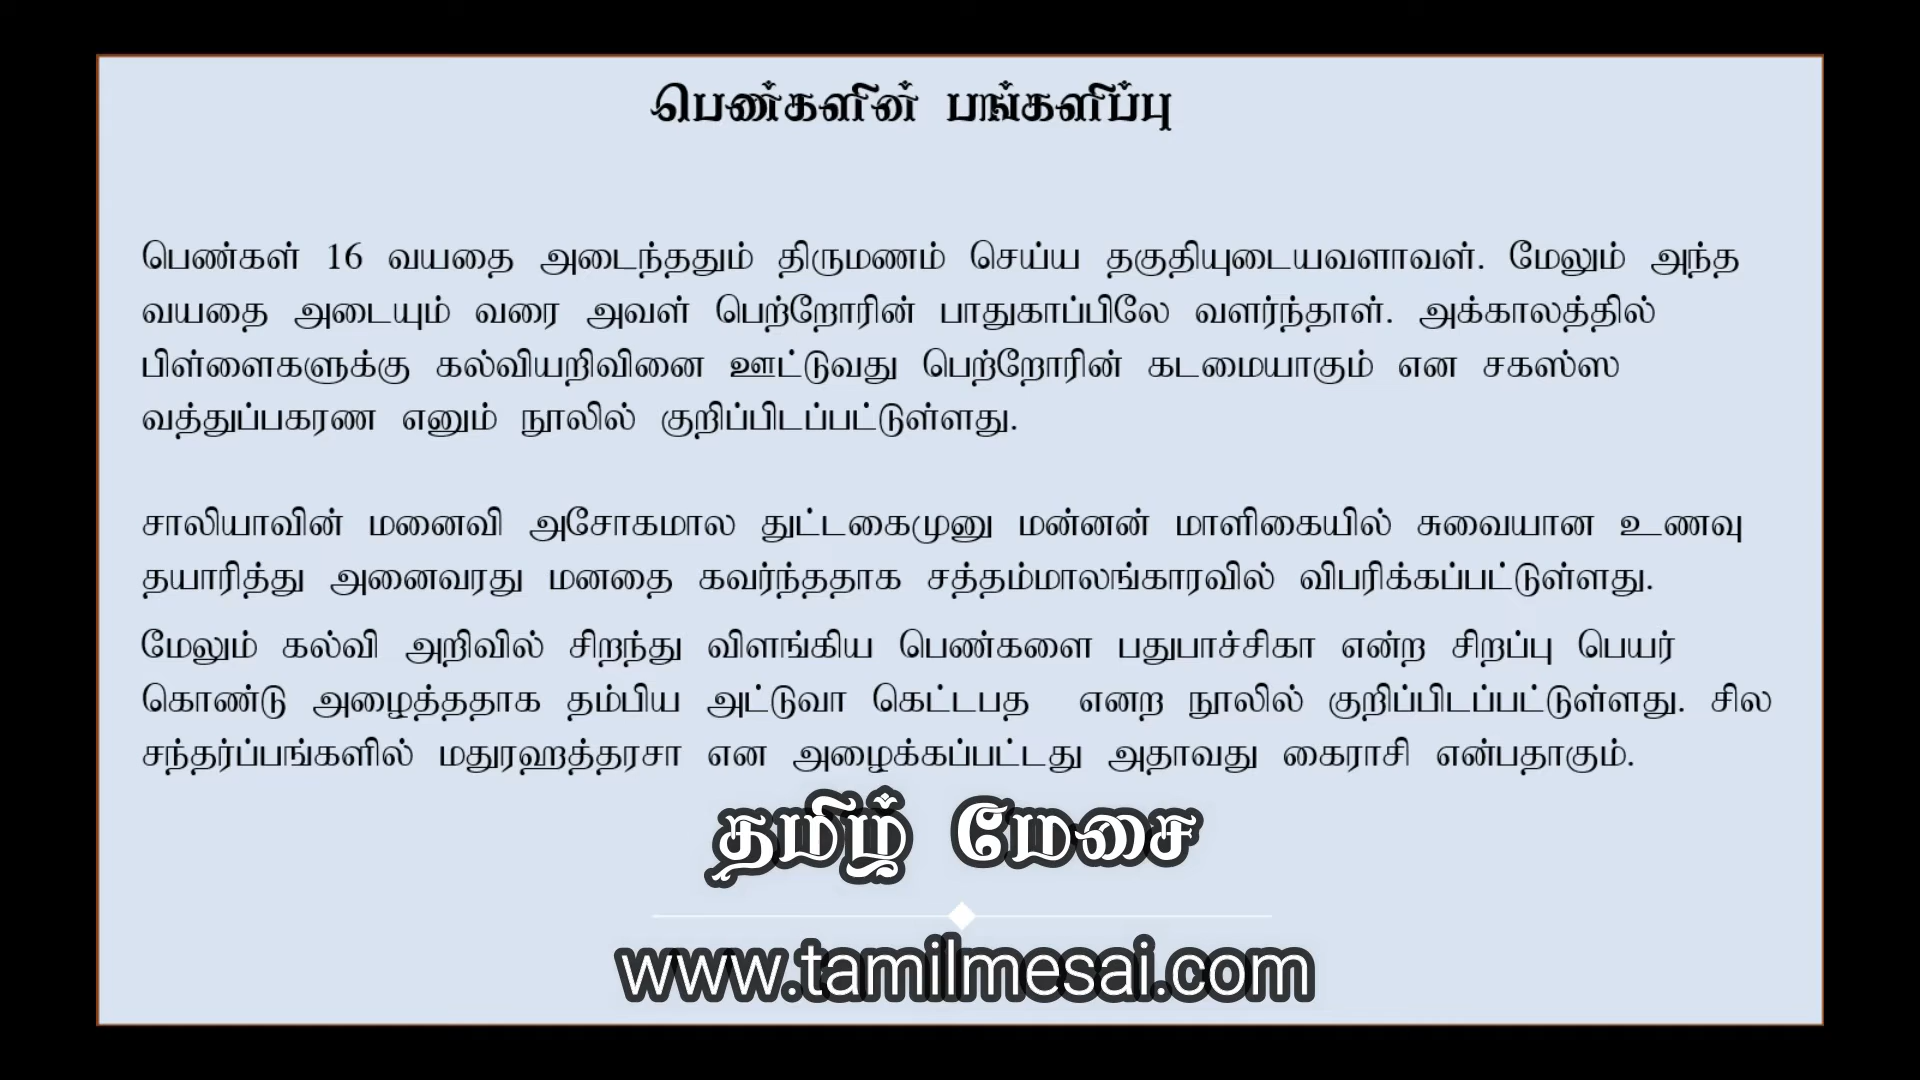 பெண்களின் பங்களிப்பு
பெண்கள் 16 வயதை அடைந்ததும் திருமணம் செய்ய தகுதியுடையவளாவள். மேலும் அந்த
வயதை அடையும் வரை அவள் பெற்றோரின் பாதுகாப்பிலே வளர்ந்தாள். அக்காலத்தில்
பிள்ளைகளுக்கு கல்வியறிவினை ஊட்டுவது பெற்றோரின் கடமையாகும் என சகஸ்ஸ
வத்துப்பகரண எனும் நூலில் குறிப்பிடப்பட்டுள்ளது.
சாலியாவின் மனைவி அசோகமால துட்டகைமுனு மன்னன் மாளிகையில் சுவையான உணவு
தயாரித்து அனைவரது மனதை கவர்ந்ததாக சத்தம்மாலங்காரவில் விபரிக்கப்பட்டுள்ளது.
மேலும் கல்வி அறிவில் சிறந்து விளங்கிய பெண்களை பதுபாச்சிகா என்ற சிறப்பு பெயர்
கொண்டு அழைத்ததாக தம்பிய அட்டுவா கெட்டபத எனற நூலில் குறிப்பிடப்பட்டுள்ளது. சில
சந்தர்ப்பங்களில் மதுரஹத்தரசா என அழைக்கப்பட்டது அதாவது கைராசி என்பதாகும்.
தமிழ் மேசை
www.tamilmesai.com